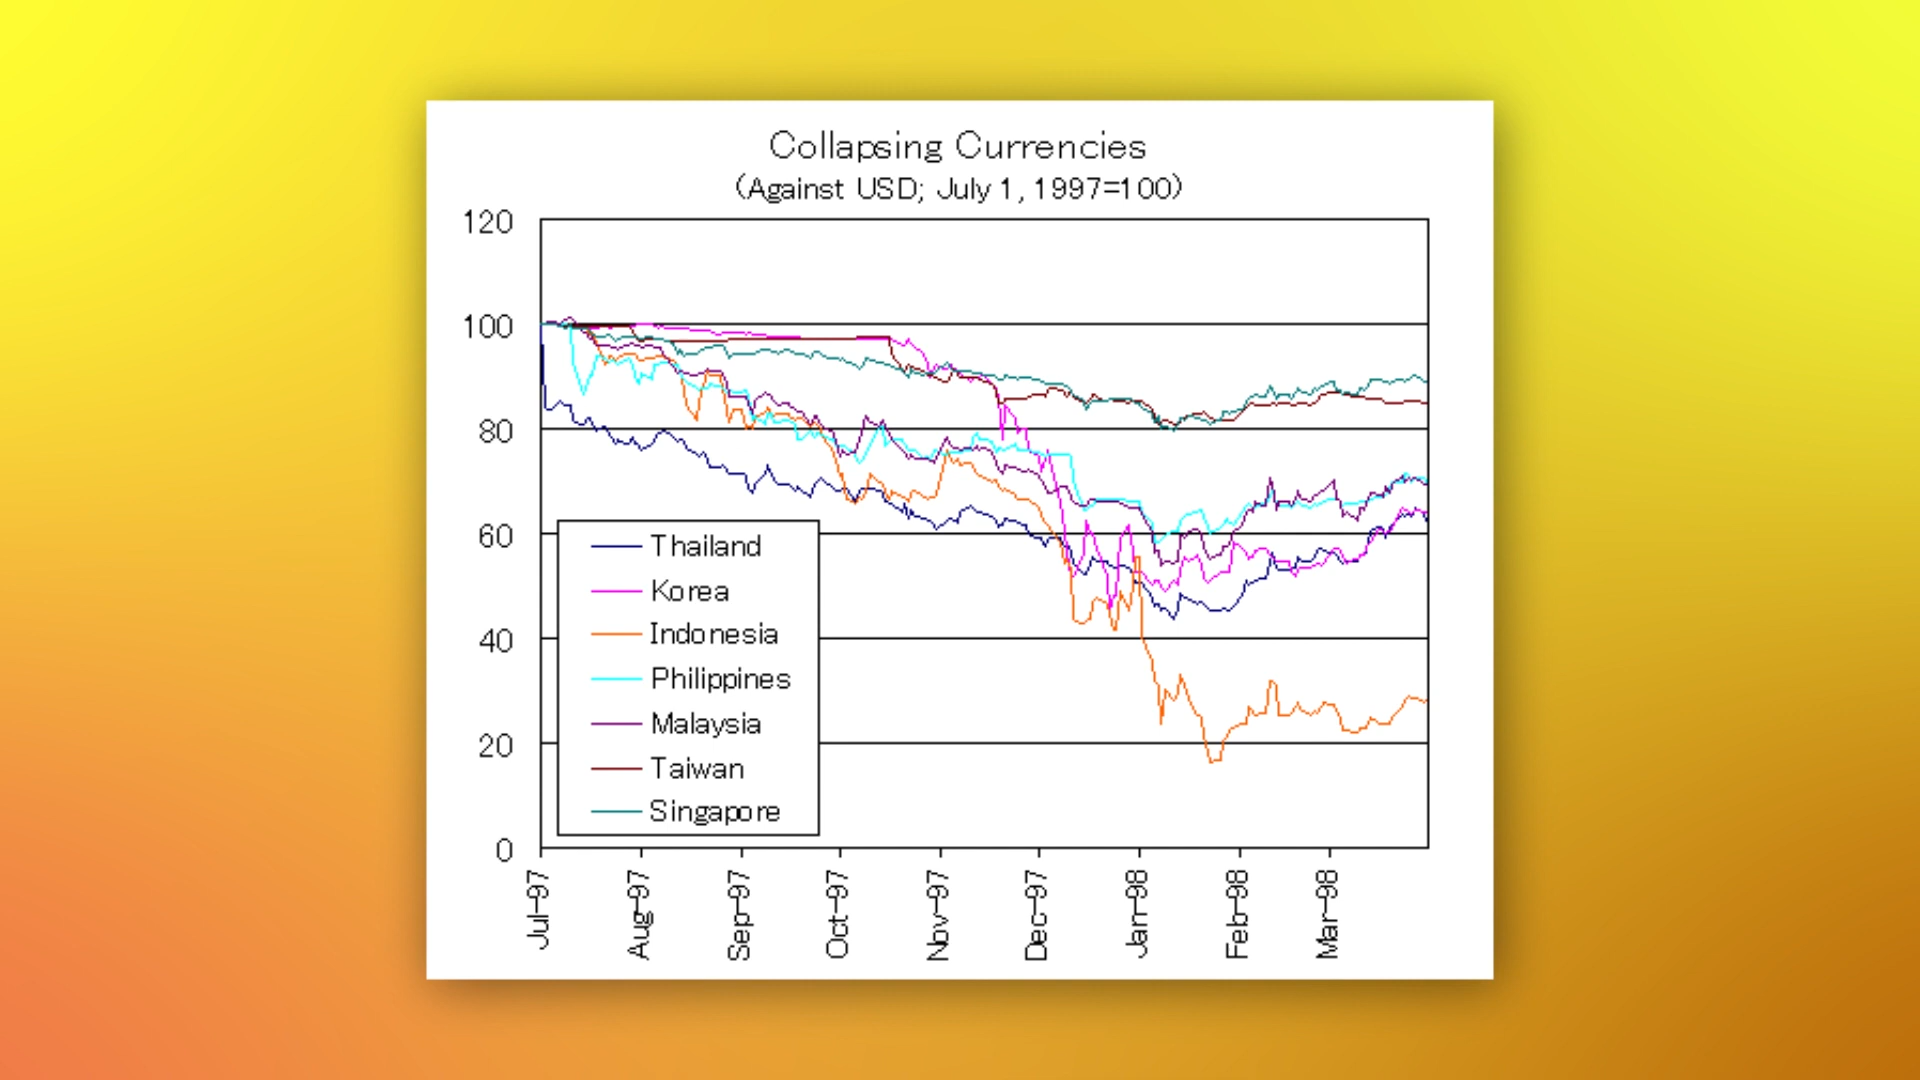 Collapsing Currencies
(Against USD; July 1, 1997=100)
120
100
80
60
40
20
0
Thailand
Korea
Indonesia
Philippines
Malaysia
Taiwan
Singapore
Jul-97
Aug-97
Sep-97
Oct-97
Nov-97
Dec-97
Jan-98
Feb-98
Mar-98